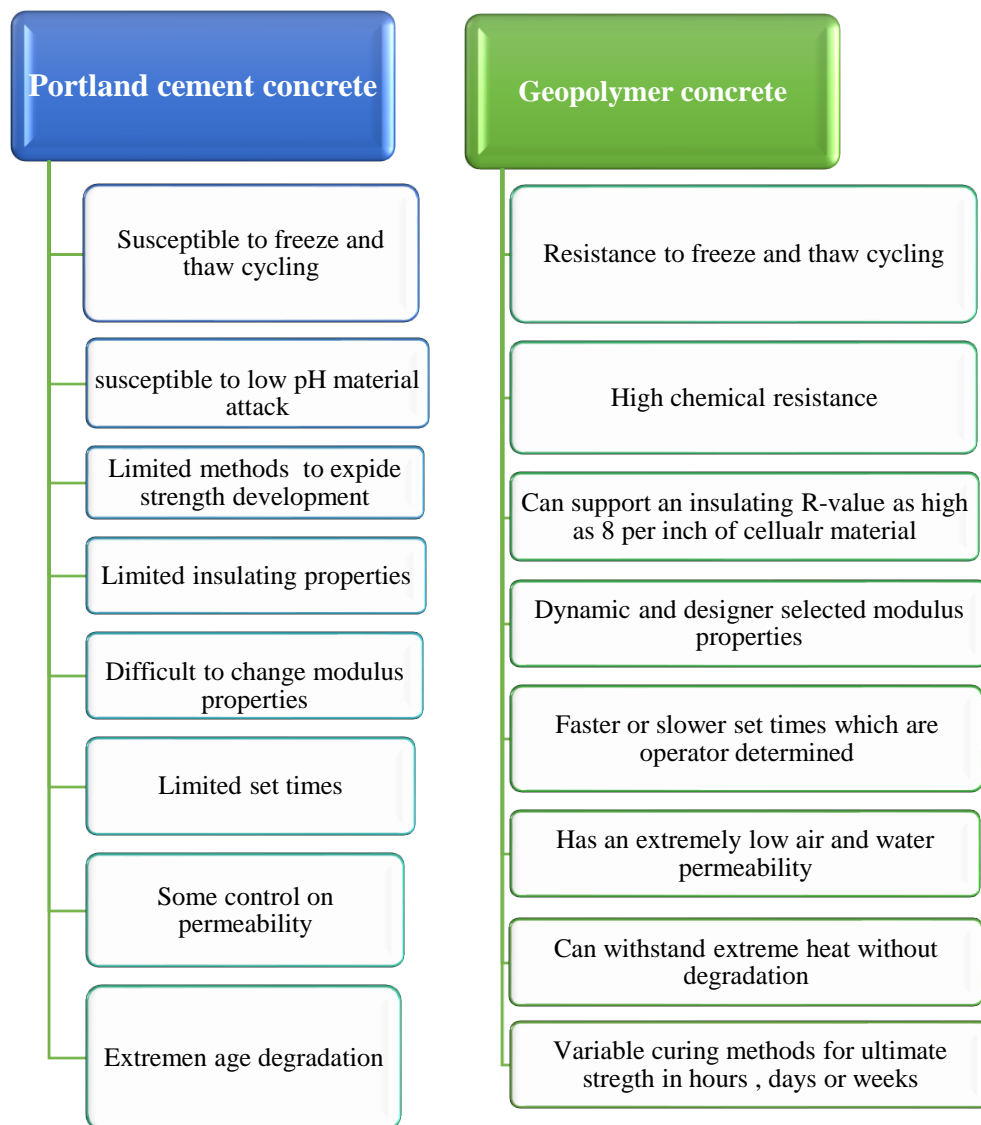 Portland cement concrete
Susceptible to freeze and
thaw cycling
susceptible to low pH material
attack
Limited methods to expide
strength development
Limited insulating properties
Difficult to change modulus
properties
Limited set times
Some control on
permeability
Extremen age degradation
Geopolymer concrete
Resistance to freeze and thaw cycling
High chemical resistance
Can support an insulating R-value as high
as 8 per inch of cellualr material
Dynamic and designer selected modulus
properties
Faster or slower set times which are
operator determined
Has an extremely low air and water
permeability
Can withstand extreme heat without
degradation
Variable curing methods for ultimate
stregth in hours , days or weeks